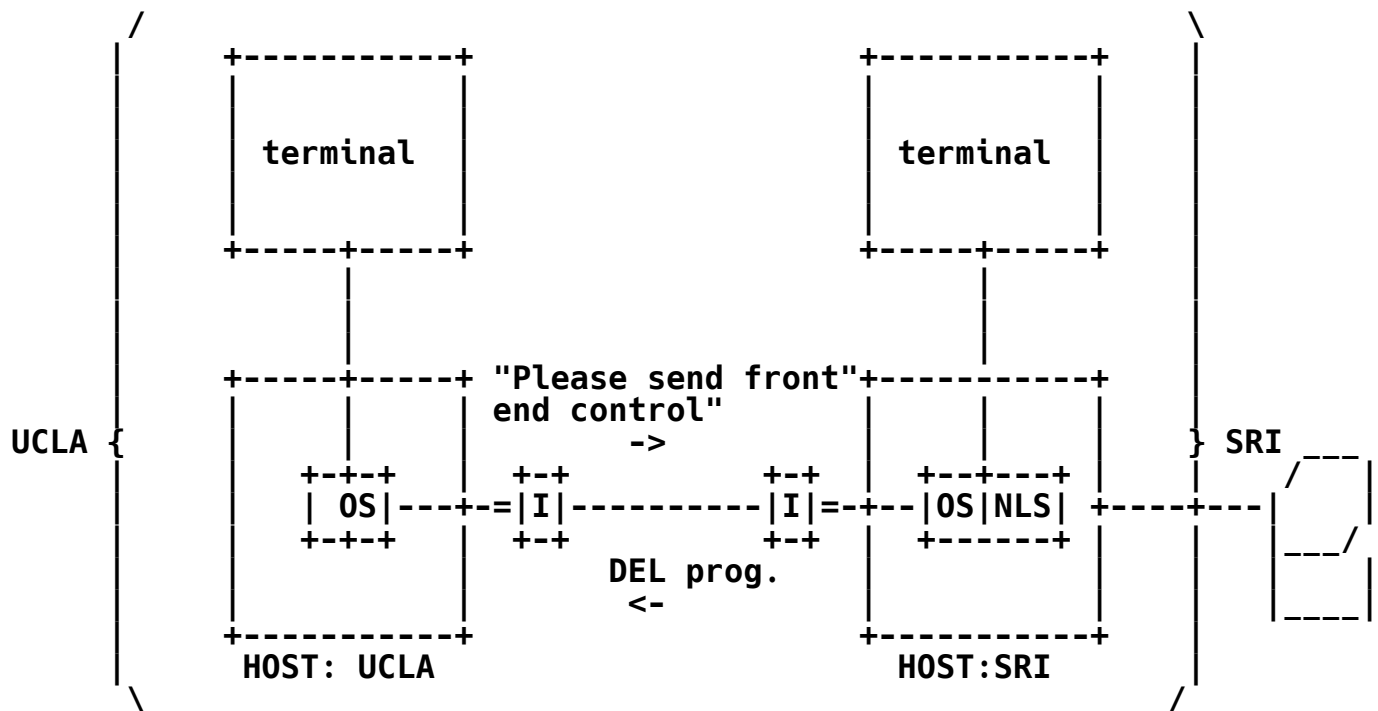 terminal terminal
"Please send front"
end control"
UCLA { -> } SRI
OS I I OS NLS
DEL prog.
<-
HOST: UCLA HOST:SRI